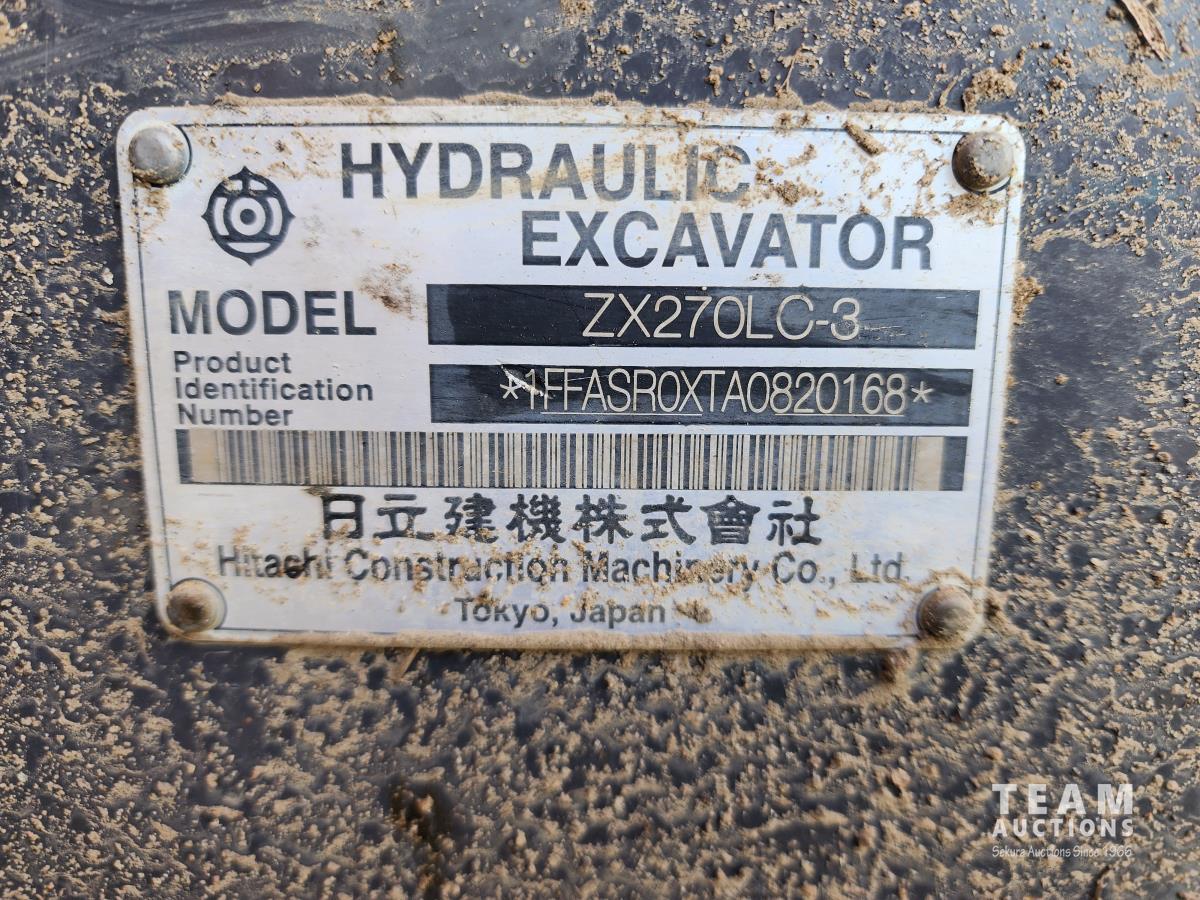 HYDRAULIC
EXCAVATOR
MODEL ZX270LC-3
Product
Identification
Number
*1FFASR0XTA0820168*
日立建機株式會社
Hitachi Construction Machinery Co., Ltd.
Tokyo, Japan
TEAM
AUCTIONS
Sekura Auctions Since 1966